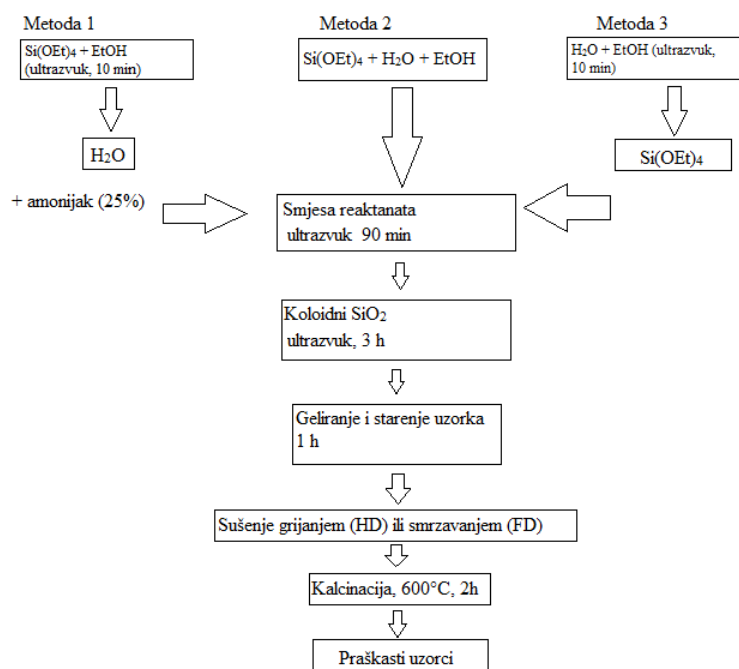 Metoda 1
Si(OEt)₄ + EtOH
(ultrazvuk, 10 min)
H₂O
+ amonijak (25%)
Metoda 2
Si(OEt)₄ + H₂O + EtOH
Metoda 3
H₂O + EtOH (ultrazvuk,
10 min)
Si(OEt)₄
Smjesa reaktanata
ultrazvuk 90 min
Koloidni SiO₂
ultrazvuk, 3 h
Geliranje i starenje uzorka
1 h
Sušenje grijanjem (HD) ili smrzavanjem (FD)
Kalcinacija, 600°C, 2h
Praškasti uzorci